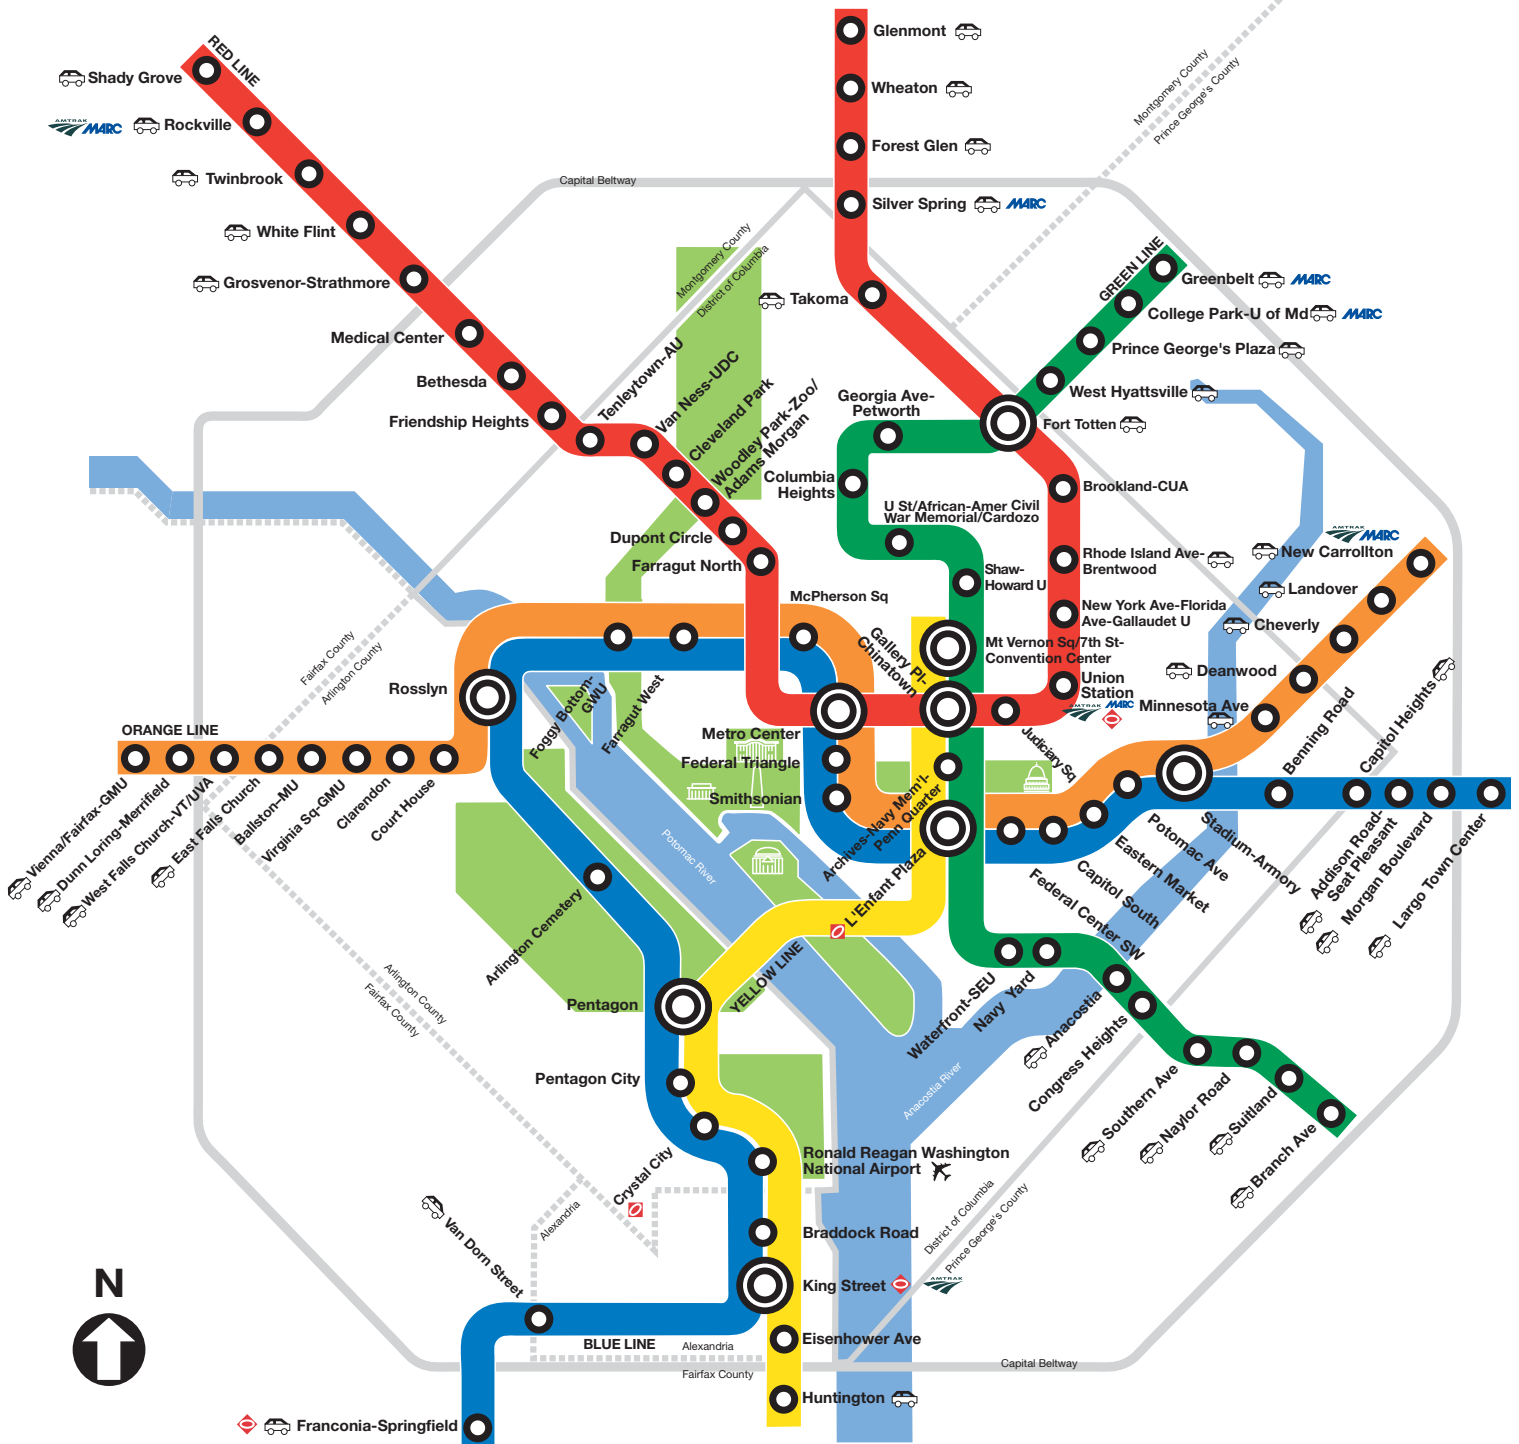 RED LINE
Shady Grove
AMTRAK
MARC
Rockville
Twinbrook
White Flint
Grosvenor-Strathmore
Medical Center
Bethesda
Friendship Heights
Tenleytown-AU
Van Ness-UDC
Cleveland Park
Woodley Park-Zoo/
Adams Morgan
Dupont Circle
Farragut North
Glenmont
Wheaton
Forest Glen
Silver Spring
MARC
Takoma
Capital Beltway
Montgomery County
Prince George's County
Montgomery County
District of Columbia
GREEN LINE
Greenbelt
MARC
College Park-U of Md
MARC
Prince George's Plaza
West Hyattsville
Fort Totten
Georgia Ave-
Petworth
Columbia
Heights
U St/African-Amer Civil
War Memorial/Cardozo
Shaw-
Howard U
Brookland-CUA
Rhode Island Ave-
Brentwood
New York Ave-Florida
Ave-Gallaudet U
Mt Vernon Sq/7th St-
Convention Center
Union
Station
AMTRAK
MARC
AMTRAK
MARC
New Carrollton
Landover
Cheverly
Deanwood
Minnesota Ave
Benning Road
Capitol Heights
McPherson Sq
Gallery Pl-
Chinatown
Judiciary Sq
Fairfax County
Arlington County
Rosslyn
Foggy Bottom-
GWU
Farragut West
Metro Center
Federal Triangle
Smithsonian
Archives-Navy Mem'l-
Penn Quarter
L'Enfant Plaza
ORANGE LINE
Vienna/Fairfax-GMU
Dunn Loring-Merrifield
West Falls Church-VT/UVA
East Falls Church
Ballston-MU
Virginia Sq-GMU
Clarendon
Court House
Potomac River
Federal Center SW
Capitol South
Eastern Market
Potomac Ave
Stadium-Armory
Addison Road-
Seat Pleasant
Morgan Boulevard
Largo Town Center
Arlington Cemetery
Pentagon
YELLOW LINE
Arlington County
Fairfax County
Waterfront-SEU
Navy Yard
Anacostia
Congress Heights
Southern Ave
Naylor Road
Suitland
Branch Ave
Anacostia River
Pentagon City
Crystal City
Ronald Reagan Washington
National Airport
Braddock Road
King Street
AMTRAK
Eisenhower Ave
Huntington
District of Columbia
Prince George's County
Alexandria
Van Dorn Street
BLUE LINE
Alexandria
Fairfax County
Capital Beltway
Franconia-Springfield
N